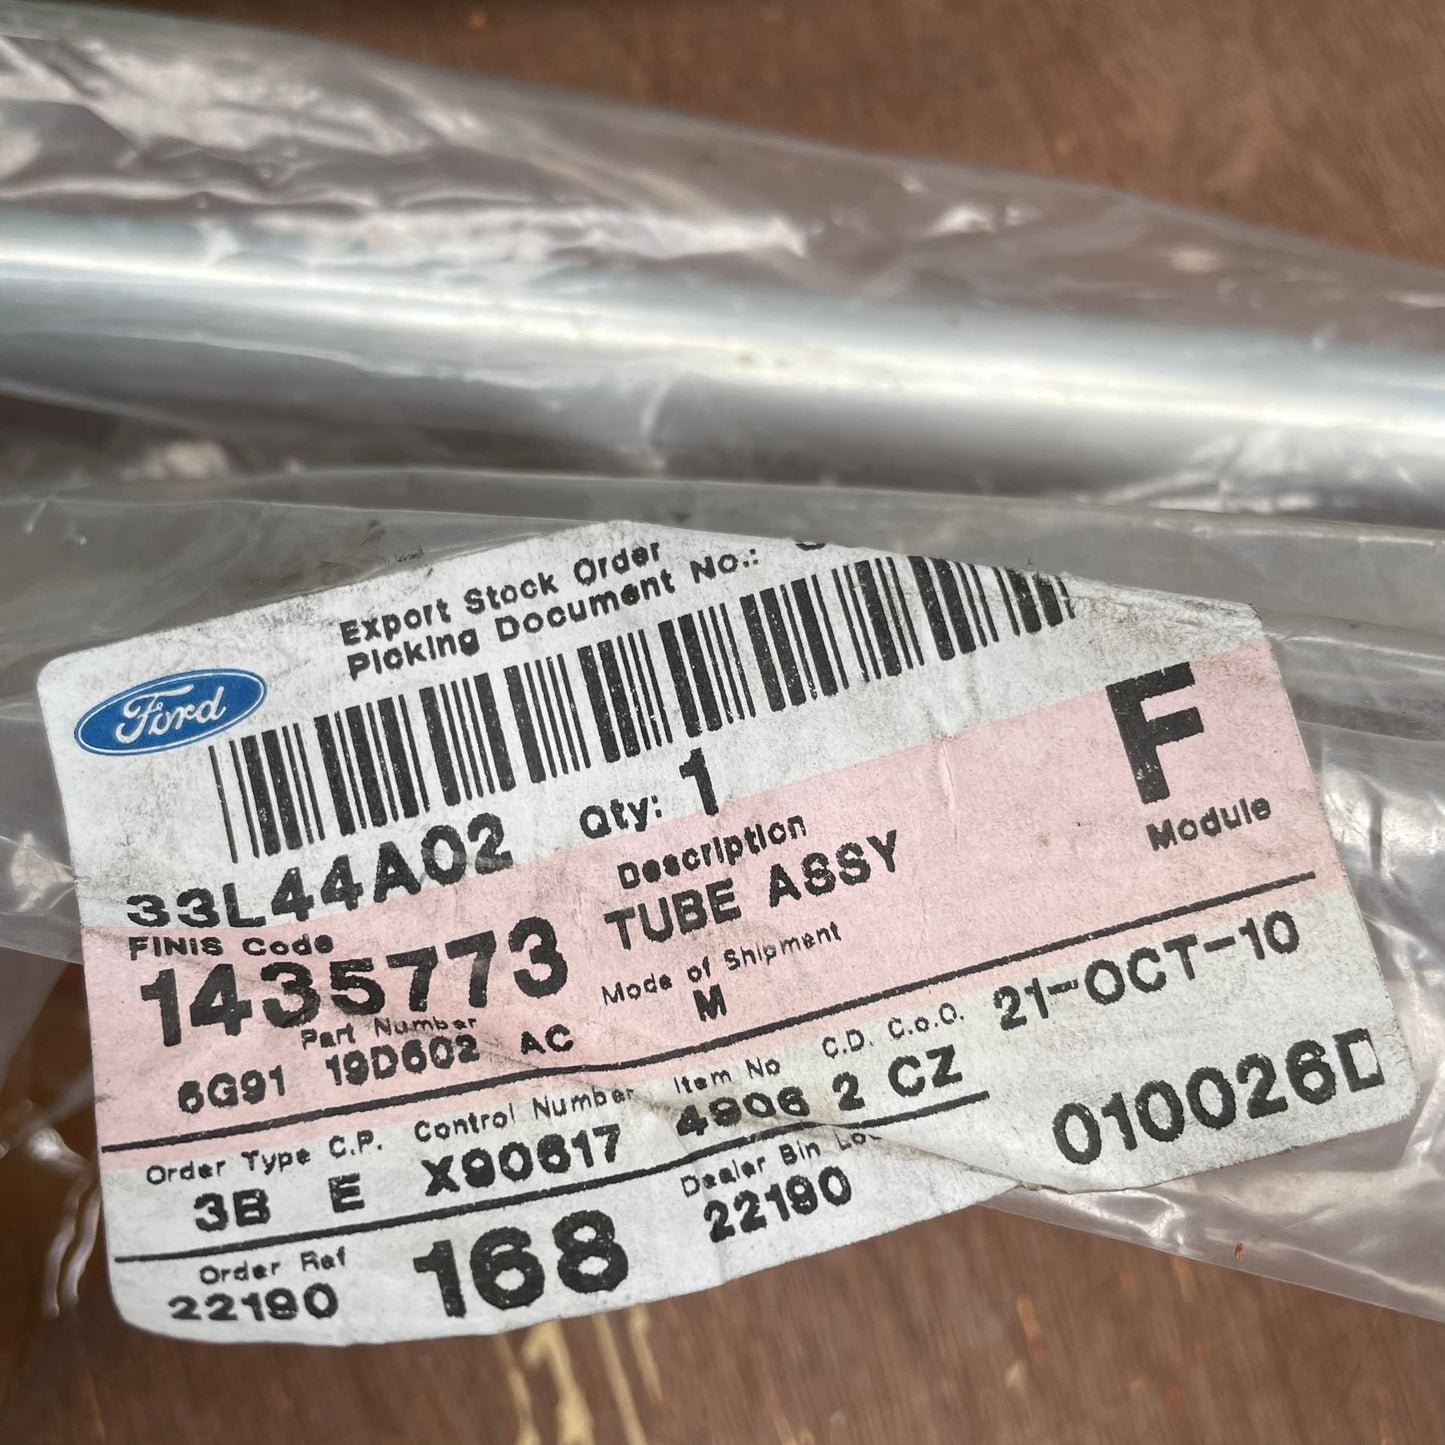 Export Stock Order
Picking Document No.:
Ford
33L44A02
Qty: 1
F
Module
FINIS Code
1435773
Description
TUBE ASSY
Part Number
6G91 19D602 AC
Mode of Shipment
M
21-OCT-10
Order Type C.P. Control Number Item No C.D. C.o.O.
3B E X90617 4906 2 CZ
010026D
Order Ref
22190
168
Dealer Bin Lo
22190